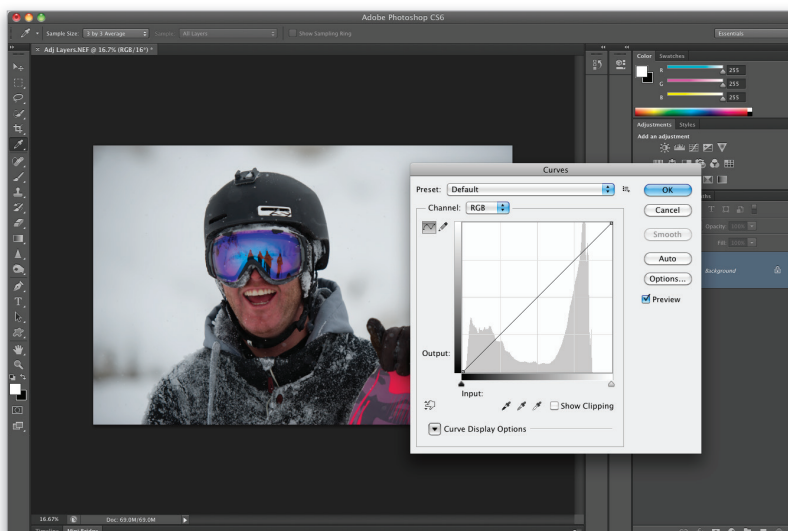 Adobe Photoshop CS6
Sample Size: 3 by 3 Average Sample: All Layers Show Sampling Ring Essentials
× Adj Layers.NEF @ 16.7% (RGB/16*) *
Color Swatches
R 255
G 255
B 255
Adjustments Styles
Add an adjustment
Curves
Preset: Default OK
Channel: RGB Cancel
Smooth
Auto
Options...
Preview
Opacity: 100%
Fill: 100%
Background
Output:
Input:
Show Clipping
Curve Display Options
16.67% Doc: 69.0M/69.0M
Timeline Mini Bridge